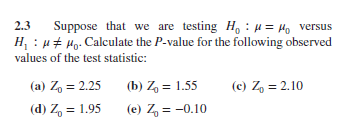 2.3 Suppose that we are testing H₀ : μ = μ₀ versus
H₁ : μ ≠ μ₀. Calculate the P-value for the following observed
values of the test statistic:
(a) Z₀ = 2.25 (b) Z₀ = 1.55 (c) Z₀ = 2.10
(d) Z₀ = 1.95 (e) Z₀ = −0.10